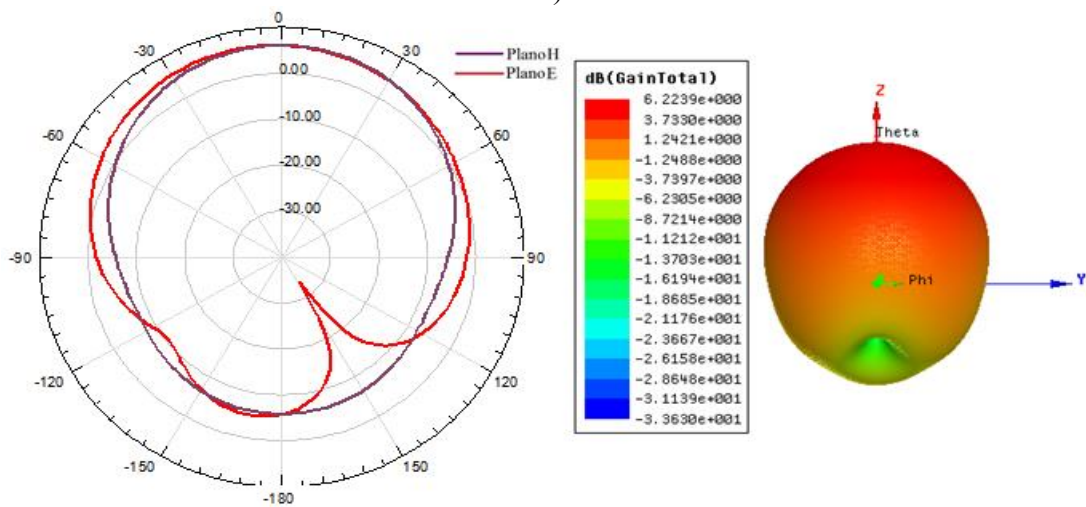 )
0
-30
30
-60
60
-90
90
-120
120
-150
150
-180
0.00
-10.00
-20.00
-30.00
PlanoH
PlanoE
dB(GainTotal)
6.2239e+000
3.7330e+000
1.2421e+000
-1.2488e+000
-3.7397e+000
-6.2305e+000
-8.7214e+000
-1.1212e+001
-1.3703e+001
-1.6194e+001
-1.8685e+001
-2.1176e+001
-2.3667e+001
-2.6158e+001
-2.8648e+001
-3.1139e+001
-3.3630e+001
Z
Theta
Phi
Y